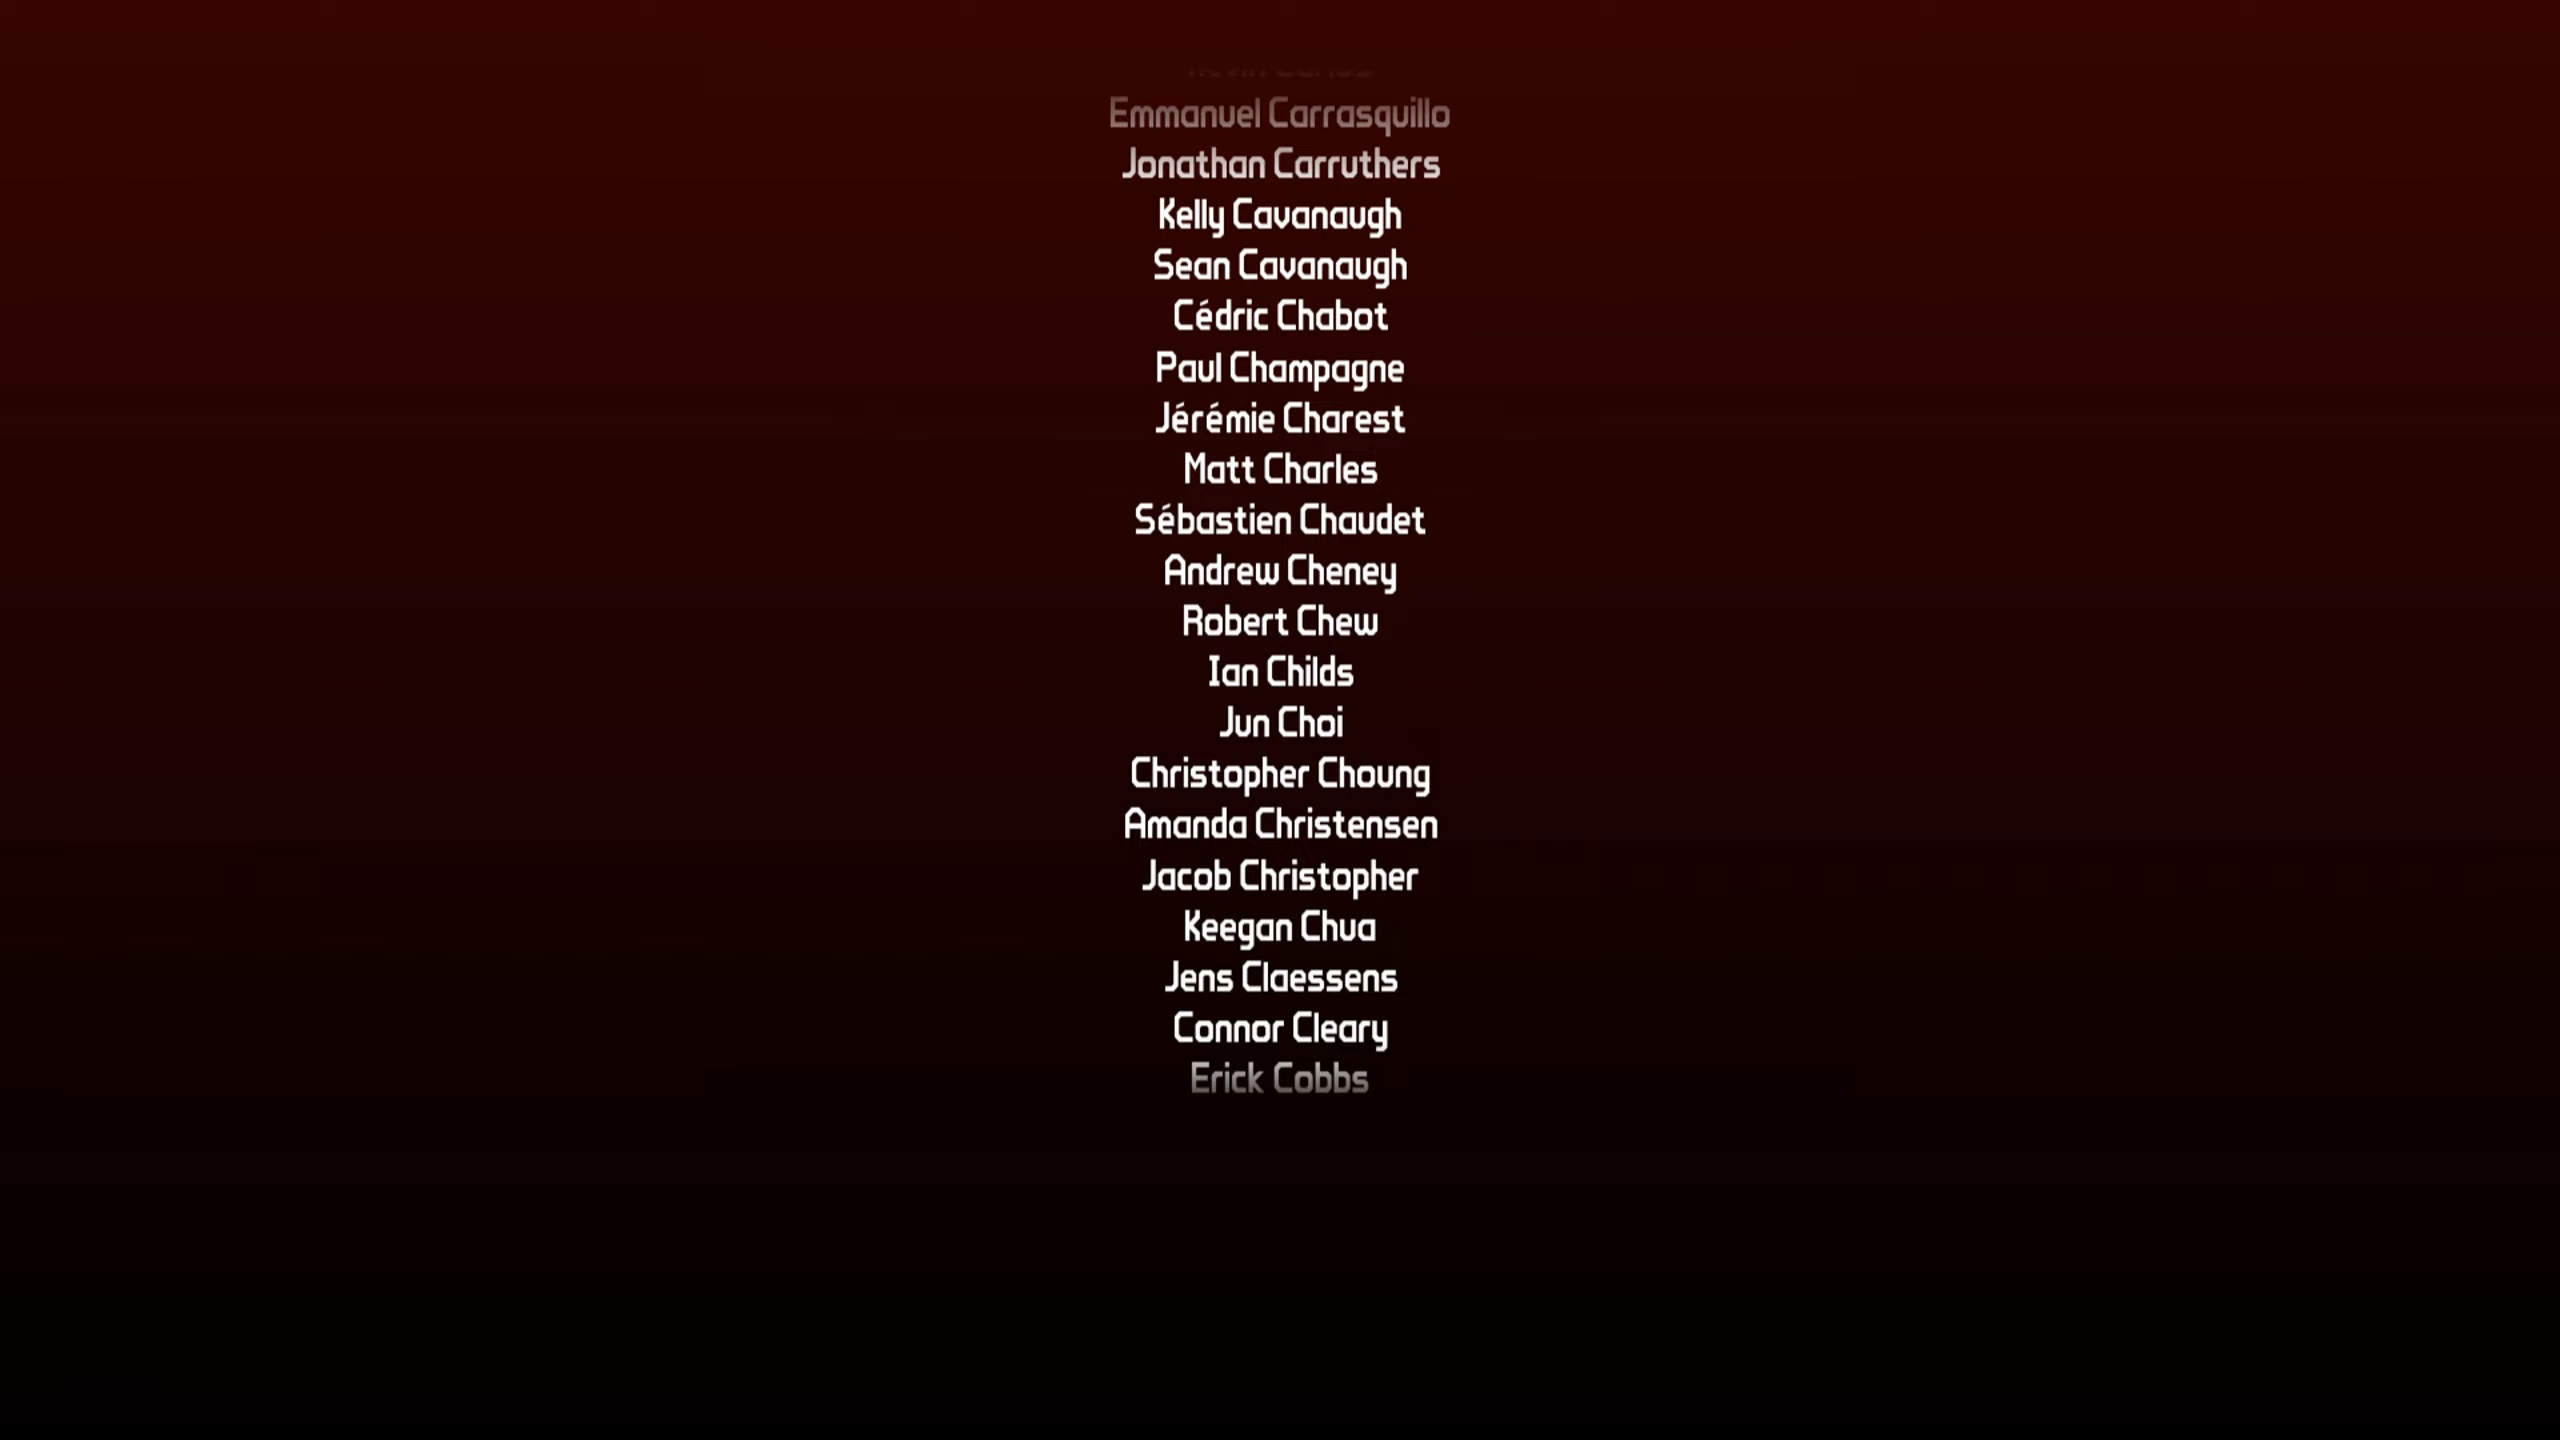 Emmanuel Carrasquillo
Jonathan Carruthers
Kelly Cavanaugh
Sean Cavanaugh
Cédric Chabot
Paul Champagne
Jérémie Charest
Matt Charles
Sébastien Chaudet
Andrew Cheney
Robert Chew
Ian Childs
Jun Choi
Christopher Choung
Amanda Christensen
Jacob Christopher
Keegan Chua
Jens Claessens
Connor Cleary
Erick Cobbs